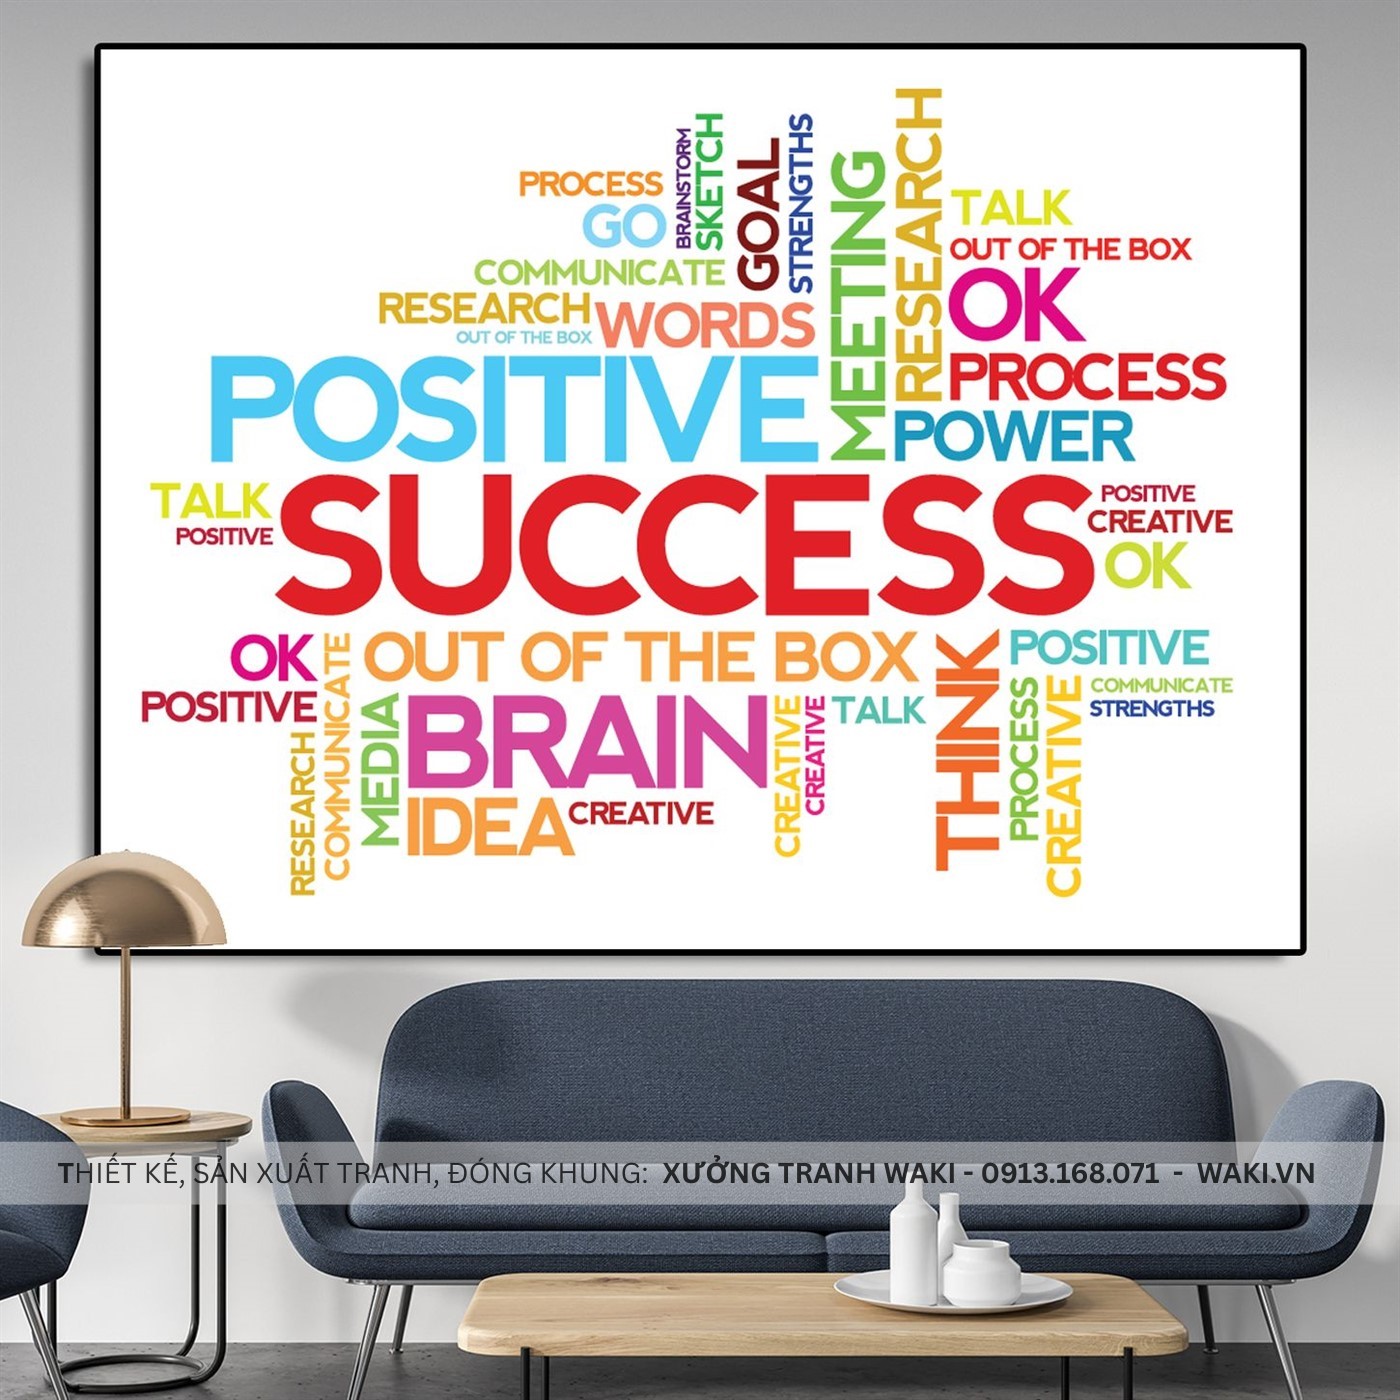 RESEARCH
SKETCH
STRENGTHS
BRAINSTORM
GOAL
MEETING
PROCESS
TALK
GO
OUT OF THE BOX
COMMUNICATE
OK
RESEARCH
WORDS
OUT OF THE BOX
PROCESS
POSITIVE
POWER
SUCCESS
TALK
POSITIVE
POSITIVE
CREATIVE
OK
OK
COMMUNICATE
OUT OF THE BOX
THINK
POSITIVE
POSITIVE
COMMUNICATE
STRENGTHS
RESEARCH
MEDIA
BRAIN
CREATIVE
CREATIVE
TALK
PROCESS
CREATIVE
IDEA
CREATIVE
THIẾT KẾ, SẢN XUẤT TRANH, ĐÓNG KHUNG: XƯỞNG TRANH WAKI - 0913.168.071 - WAKI.VN